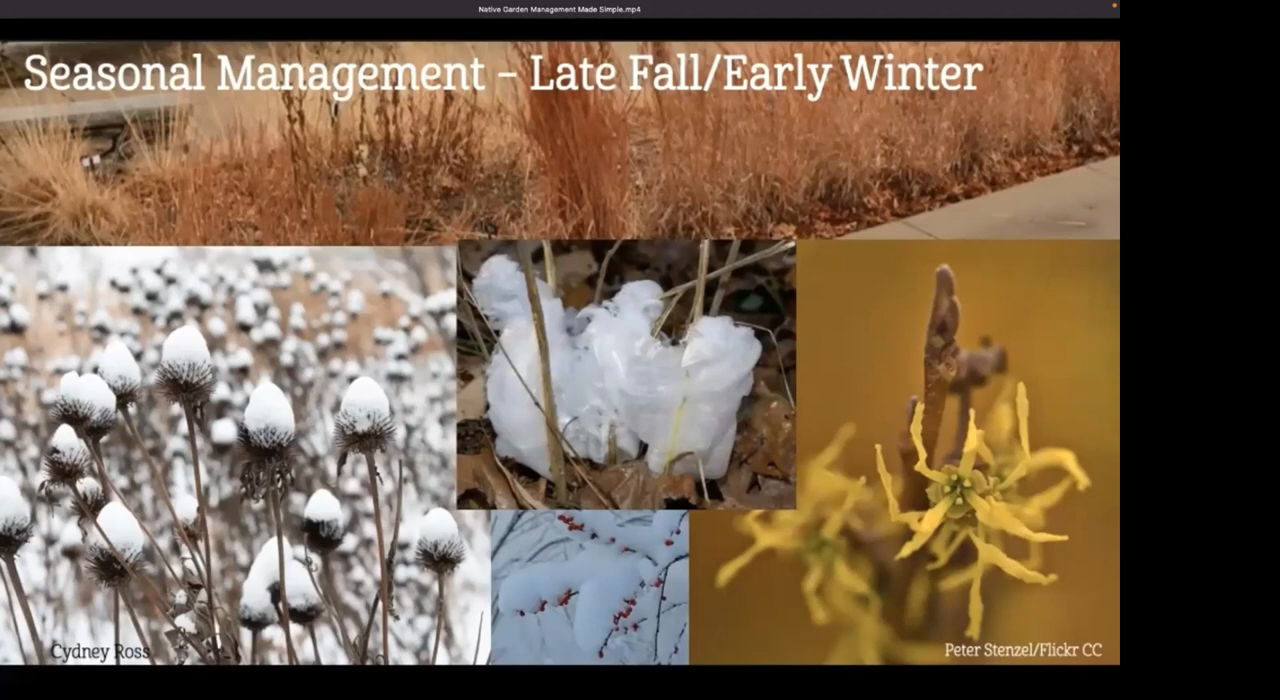 Native Garden Management Made Simple.mp4
Seasonal Management – Late Fall/Early Winter
Cydney Ross
Peter Stenzel/Flickr CC